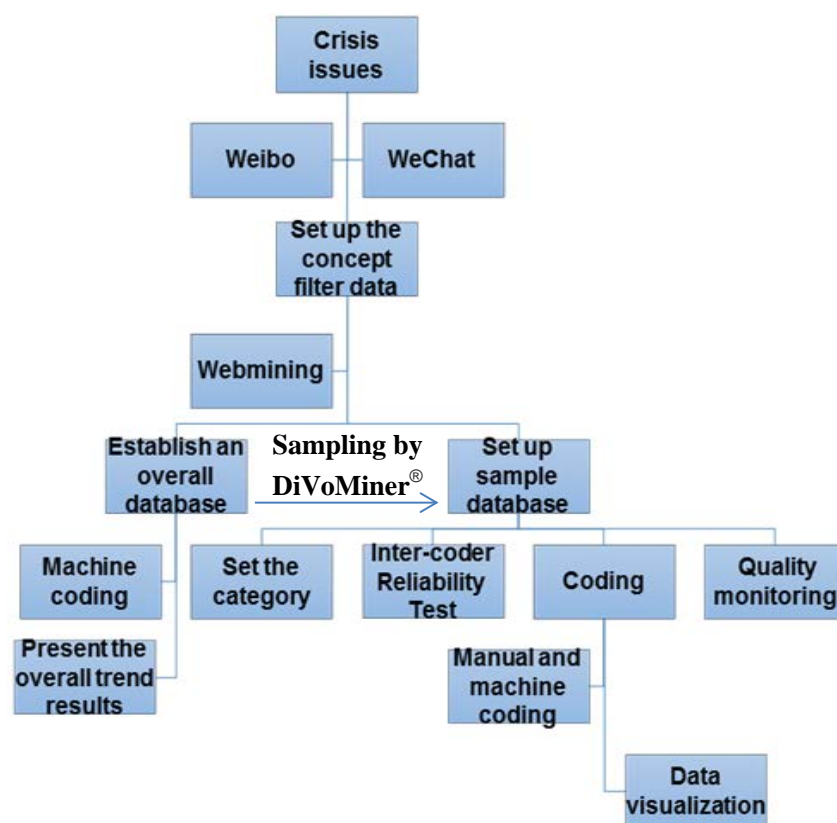 Crisis
issues
Weibo
WeChat
Set up the
concept
filter data
Webmining
Establish an
overall
database
Sampling by
DiVoMiner®
Set up
sample
database
Machine
coding
Set the
category
Inter-coder
Reliability
Test
Coding
Quality
monitoring
Present the
overall trend
results
Manual and
machine
coding
Data
visualization